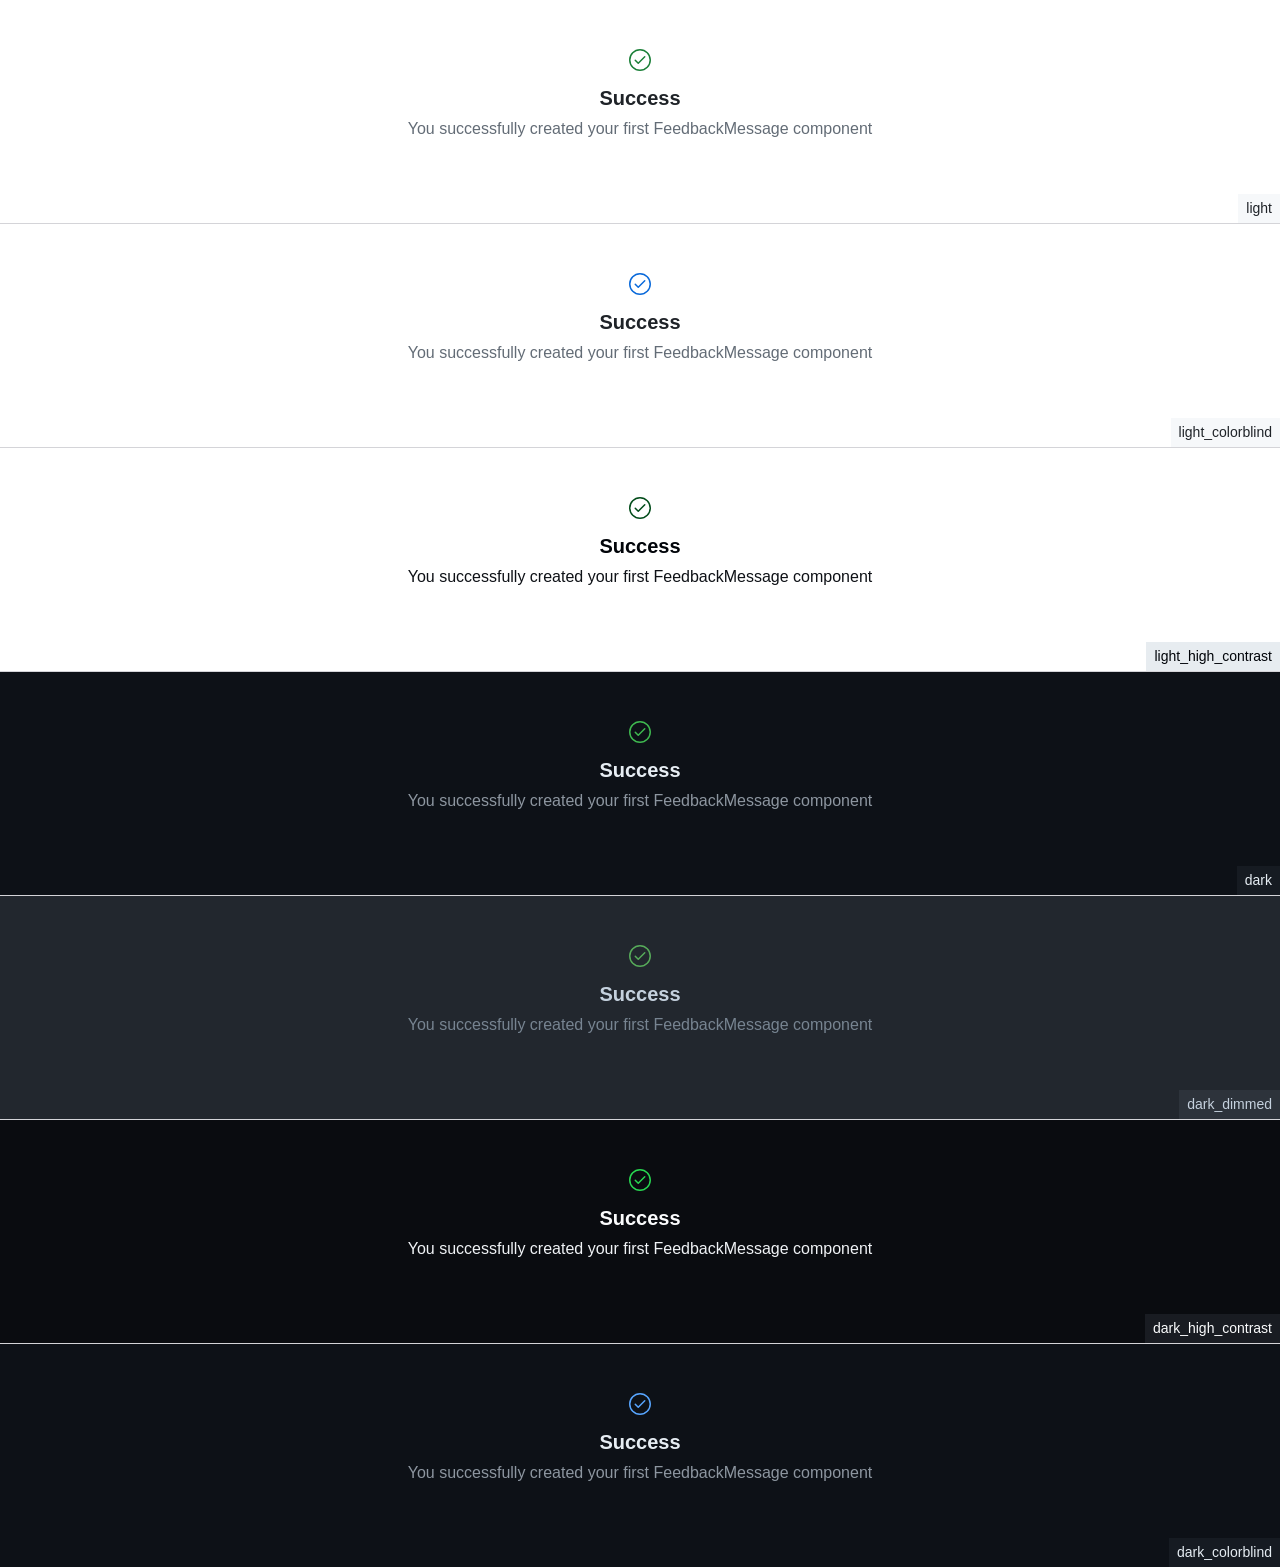 Success
You successfully created your first FeedbackMessage component
light
Success
You successfully created your first FeedbackMessage component
light_colorblind
Success
You successfully created your first FeedbackMessage component
light_high_contrast
Success
You successfully created your first FeedbackMessage component
dark
Success
You successfully created your first FeedbackMessage component
dark_dimmed
Success
You successfully created your first FeedbackMessage component
dark_high_contrast
Success
You successfully created your first FeedbackMessage component
dark_colorblind